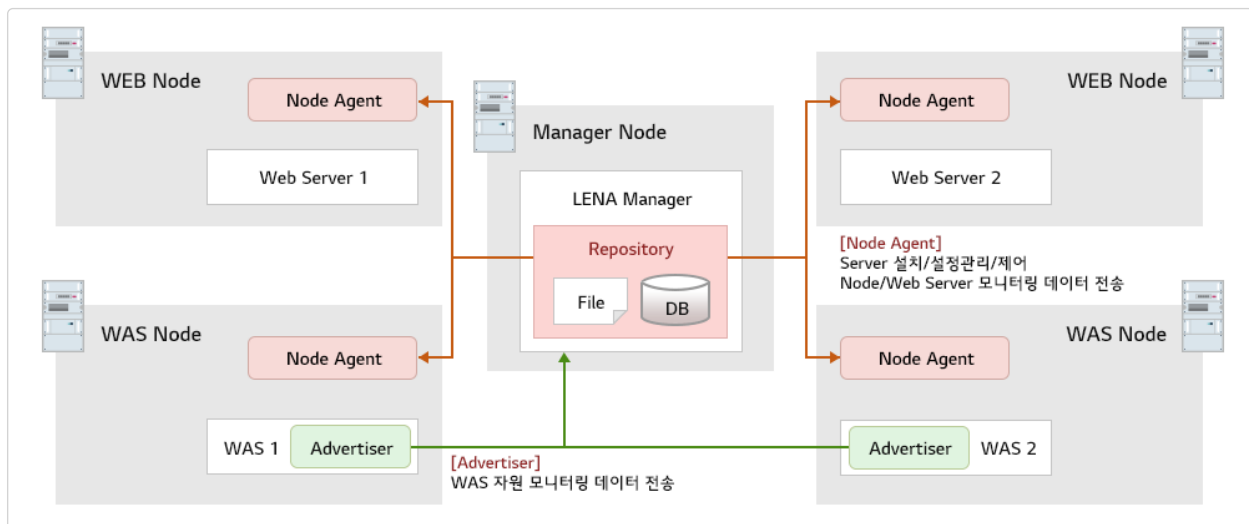 WEB Node
Node Agent
Web Server 1
Manager Node
LENA Manager
Repository
File
DB
WEB Node
Node Agent
Web Server 2
[Node Agent]
Server 설치/설정관리/제어
Node/Web Server 모니터링 데이터 전송
WAS Node
Node Agent
WAS 1
Advertiser
[Advertiser]
WAS 자원 모니터링 데이터 전송
WAS Node
Node Agent
Advertiser
WAS 2